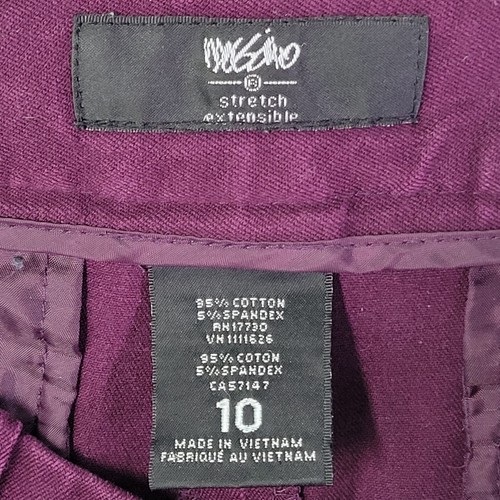 mossimo
®
stretch
extensible
95% COTTON
5% SPANDEX
RN17730
VN1111626
95% COTON
5% SPANDEX
CA57147
10
MADE IN VIETNAM
FABRIQUÉ AU VIETNAM